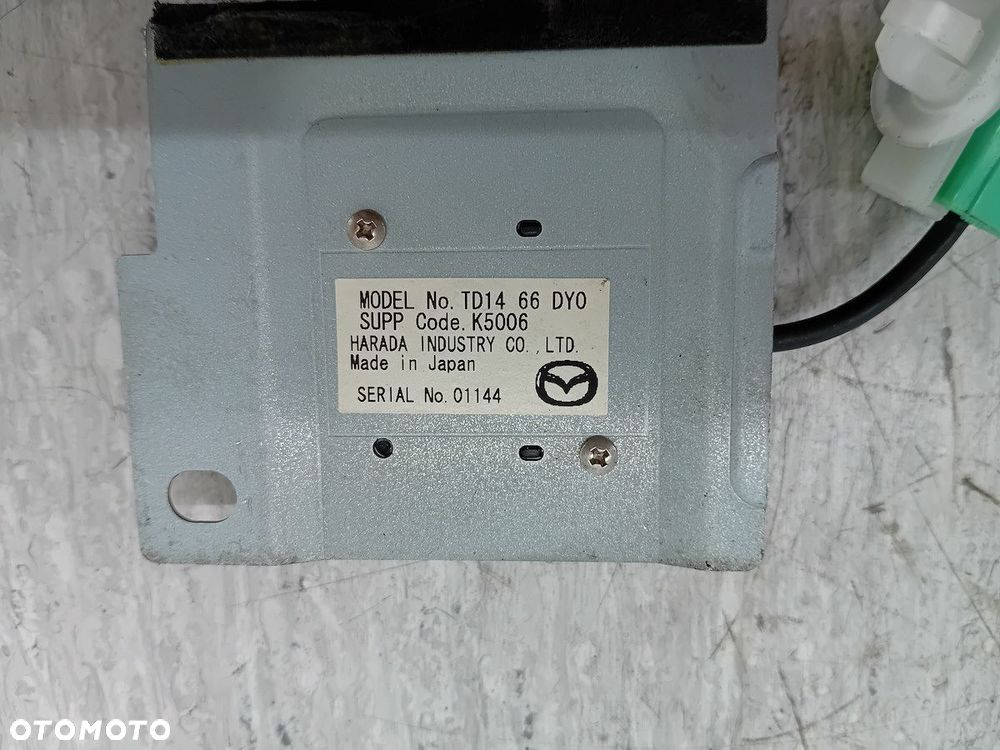 MODEL No. TD14 66 DY0
SUPP Code. K5006
HARADA INDUSTRY CO.,LTD.
Made in Japan
SERIAL No. 01144
OTOMOTO